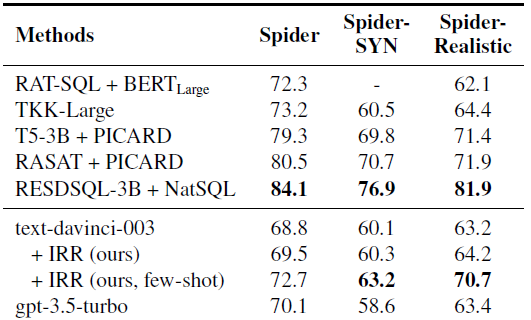 Methods Spider Spider-SYN Spider-Realistic
RAT-SQL + BERT_Large 72.3 - 62.1
TKK-Large 73.2 60.5 64.4
T5-3B + PICARD 79.3 69.8 71.4
RASAT + PICARD 80.5 70.7 71.9
RESDSQL-3B + NatSQL 84.1 76.9 81.9
text-davinci-003 68.8 60.1 63.2
+ IRR (ours) 69.5 60.3 64.2
+ IRR (ours, few-shot) 72.7 63.2 70.7
gpt-3.5-turbo 70.1 58.6 63.4